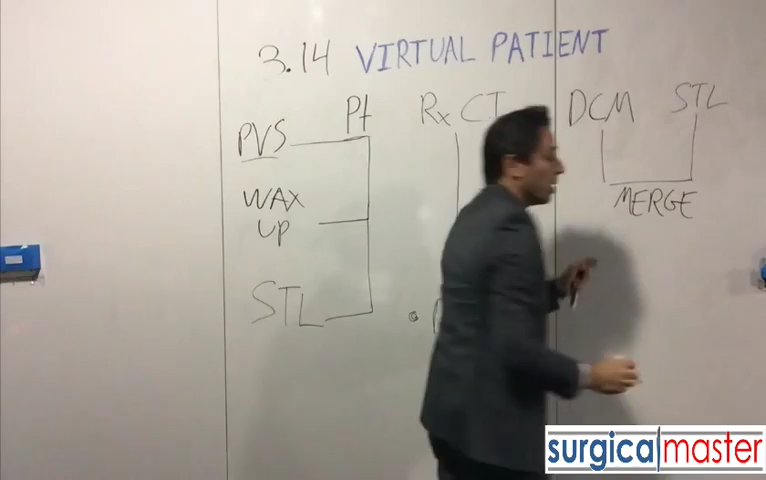 3.14 VIRTUAL PATIENT
Pt Rx CT DCM STL
PVS
WAX
UP
MERGE
STL
surgicalmaster